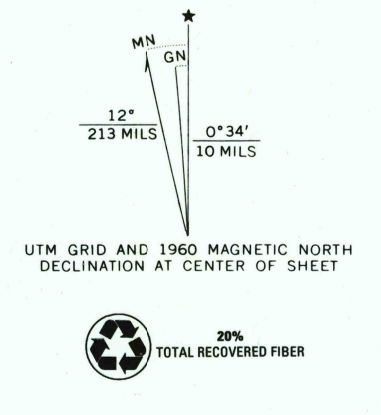 MN
GN
12°
213 MILS
0°34′
10 MILS
UTM GRID AND 1960 MAGNETIC NORTH
DECLINATION AT CENTER OF SHEET
20%
TOTAL RECOVERED FIBER